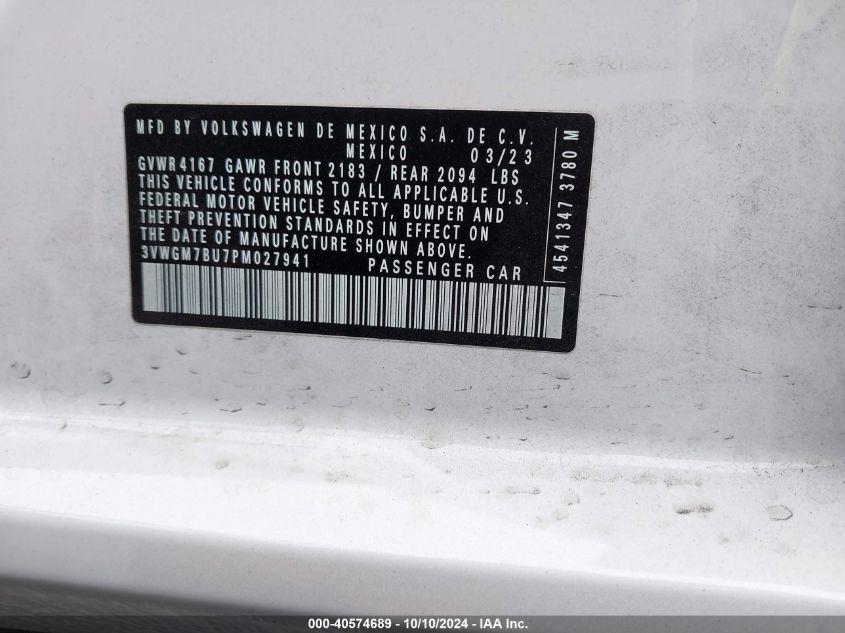 MFD BY VOLKSWAGEN DE MEXICO S.A. DE C.V.
MEXICO 03/23
GVWR 4167 GAWR FRONT 2183 / REAR 2094 LBS
THIS VEHICLE CONFORMS TO ALL APPLICABLE U.S.
FEDERAL MOTOR VEHICLE SAFETY, BUMPER AND
THEFT PREVENTION STANDARDS IN EFFECT ON
THE DATE OF MANUFACTURE SHOWN ABOVE.
3VWGM7BU7PM027941 PASSENGER CAR
4541347 3780 M
000-40574689 - 10/10/2024 - IAA Inc.